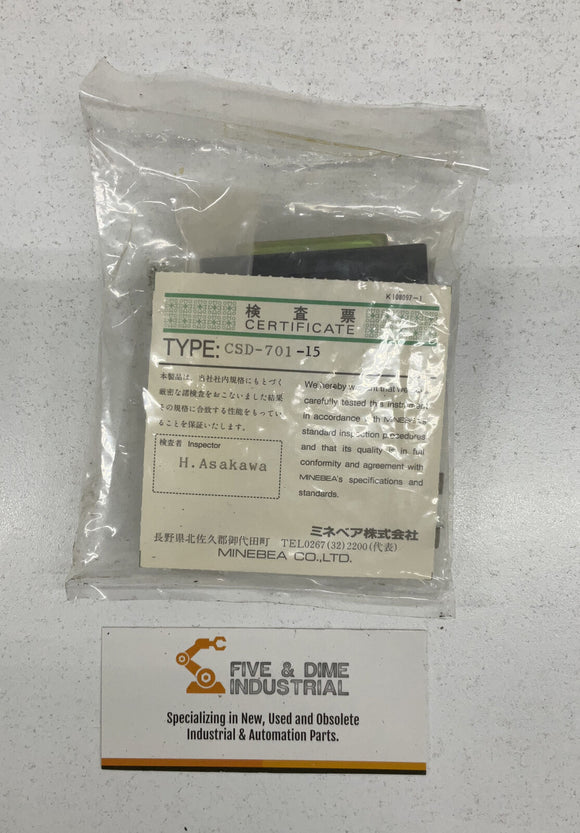 K100097-1
検査票
CERTIFICATE
TYPE: CSD-701-15
本製品は、当社社内規格にもとづく
厳密な諸検査をおこないました結果
その規格に合致する性能をもってい
ることを保証いたします。
検査者 Inspector
H.Asakawa
We hereby that we
carefully tested this instrument
in accordance with MINEBEA's
standard inspection procedures
and that its quality is in full
conformity and agreement with
MINEBEA's specifications and
standards.
ミネベア株式会社
長野県北佐久郡御代田町 TEL0267(32)2200(代表)
MINEBEA CO.,LTD.
FIVE & DIME
INDUSTRIAL
Specializing in New, Used and Obsolete
Industrial & Automation Parts.